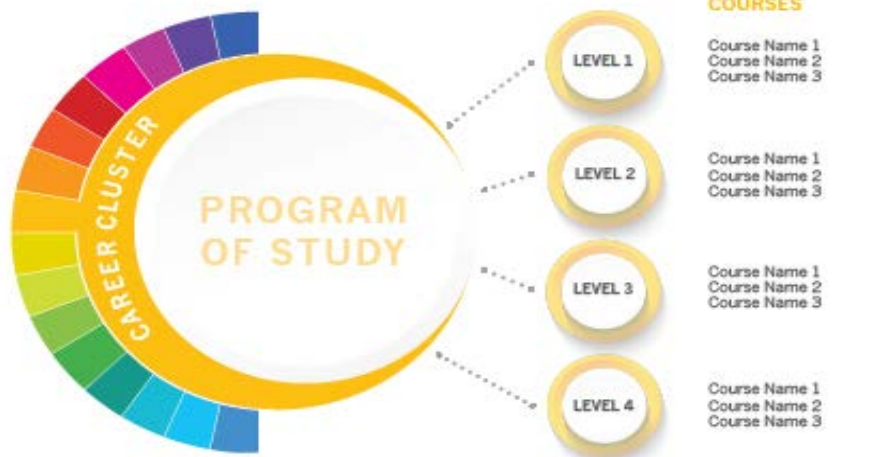 COURSES
CAREER CLUSTER
PROGRAM
OF STUDY
LEVEL 1
Course Name 1
Course Name 2
Course Name 3
LEVEL 2
Course Name 1
Course Name 2
Course Name 3
LEVEL 3
Course Name 1
Course Name 2
Course Name 3
LEVEL 4
Course Name 1
Course Name 2
Course Name 3